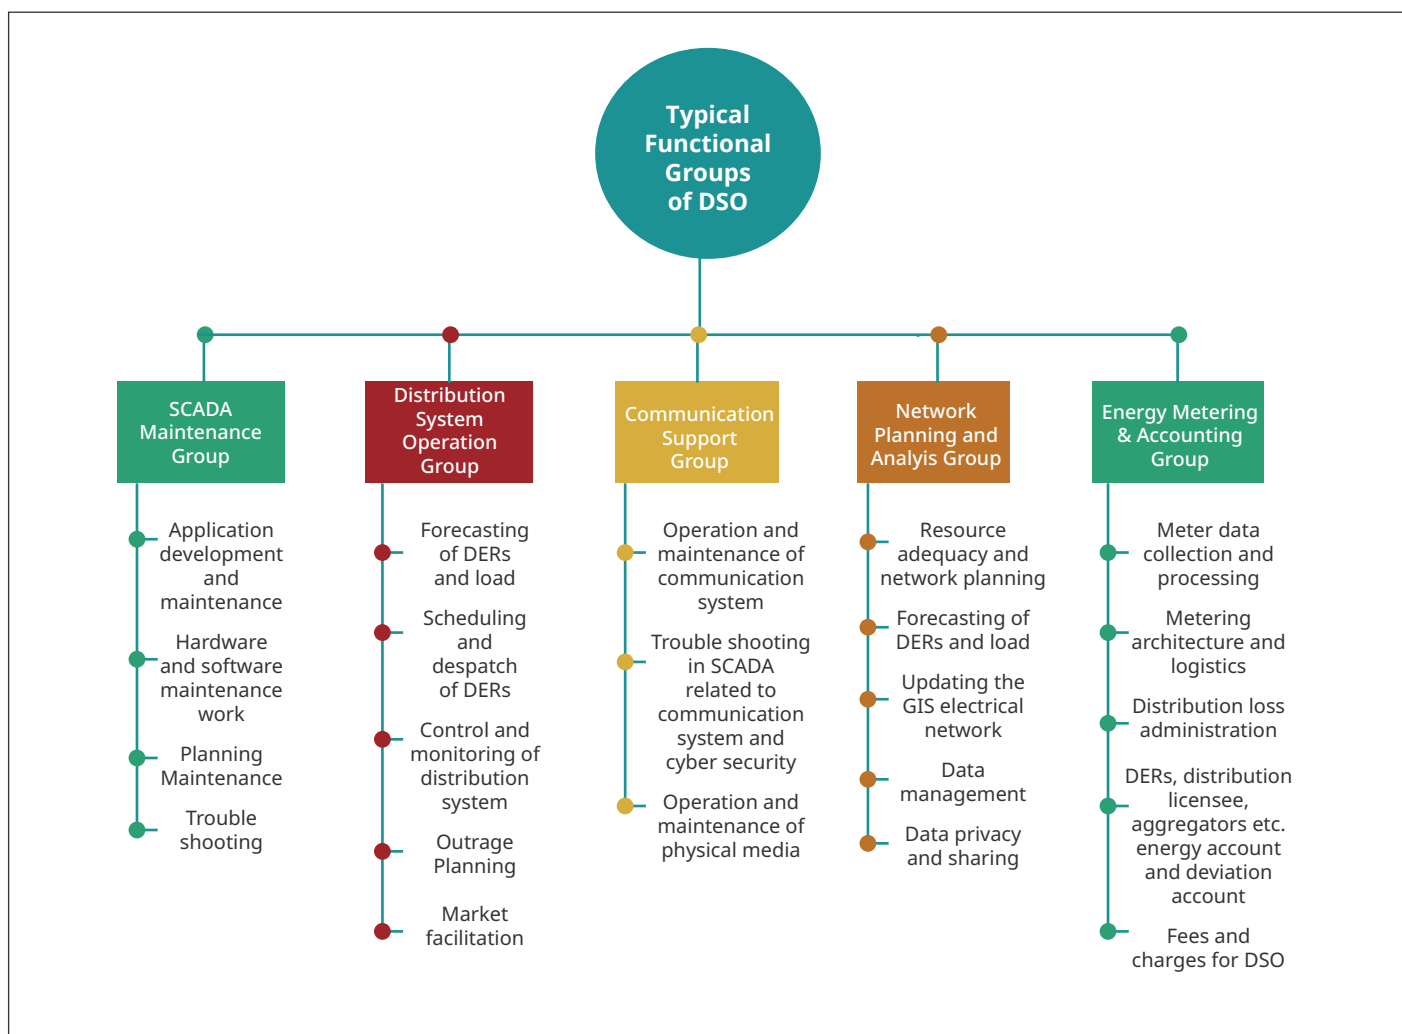 Typical
Functional
Groups
of DSO
SCADA
Maintenance
Group
Application
development
and
maintenance
Hardware
and software
maintenance
work
Planning
Maintenance
Trouble
shooting
Distribution
System
Operation
Group
Forecasting
of DERs
and load
Scheduling
and
despatch
of DERs
Control and
monitoring of
distribution
system
Outrage
Planning
Market
facilitation
Communication
Support
Group
Operation and
maintenance of
communication
system
Trouble shooting
in SCADA
related to
communication
system and
cyber security
Operation and
maintenance of
physical media
Network
Planning and
Analyis Group
Resource
adequacy and
network planning
Forecasting of
DERs and load
Updating the
GIS electrical
network
Data
management
Data privacy
and sharing
Energy Metering
& Accounting
Group
Meter data
collection and
processing
Metering
architecture and
logistics
Distribution loss
administration
DERs, distribution
licensee,
aggregators etc.
energy account
and deviation
account
Fees and
charges for DSO